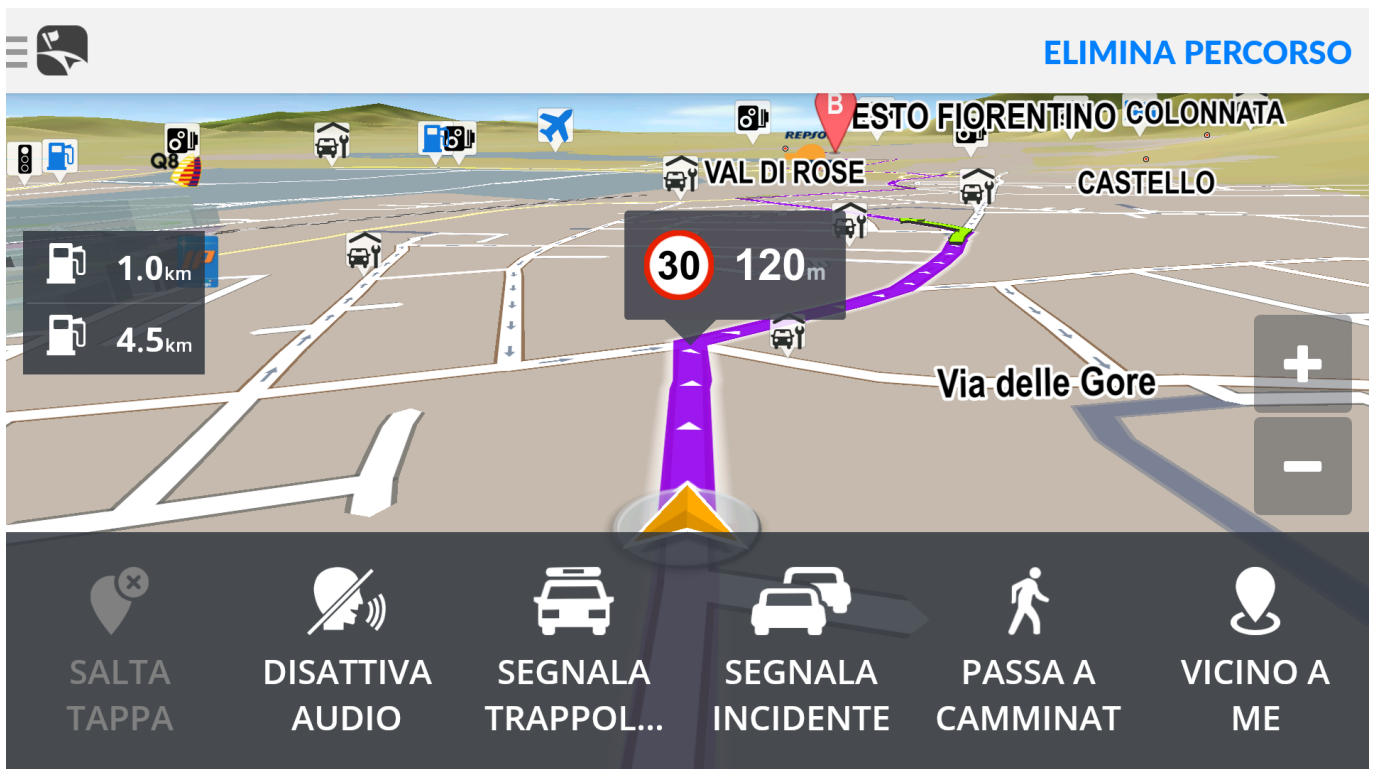 ELIMINA PERCORSO
B
ESTO FIORENTINO
COLONNATA
REPSO
Q8
VAL DI ROSE
CASTELLO
30 120m
1.0km
4.5km
Via delle Gore
SALTA
TAPPA
DISATTIVA
AUDIO
SEGNALA
TRAPPOL...
SEGNALA
INCIDENTE
PASSA A
CAMMINAT
VICINO A
ME